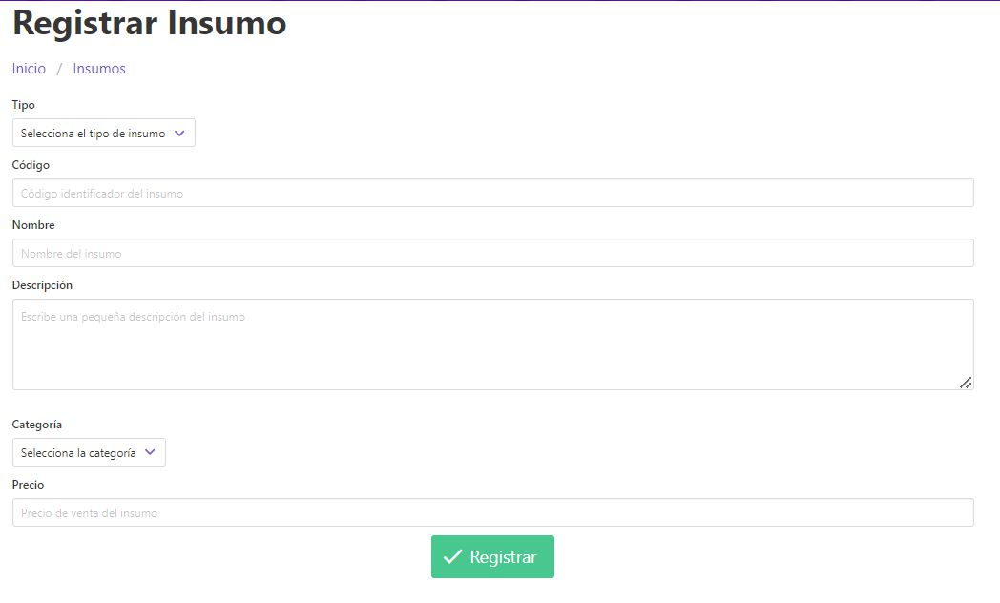 Registrar Insumo
Inicio / Insumos
Tipo
Selecciona el tipo de insumo
Código
Código identificador del insumo
Nombre
Nombre del insumo
Descripción
Escribe una pequeña descripción del insumo
Categoría
Selecciona la categoría
Precio
Precio de venta del insumo
Registrar